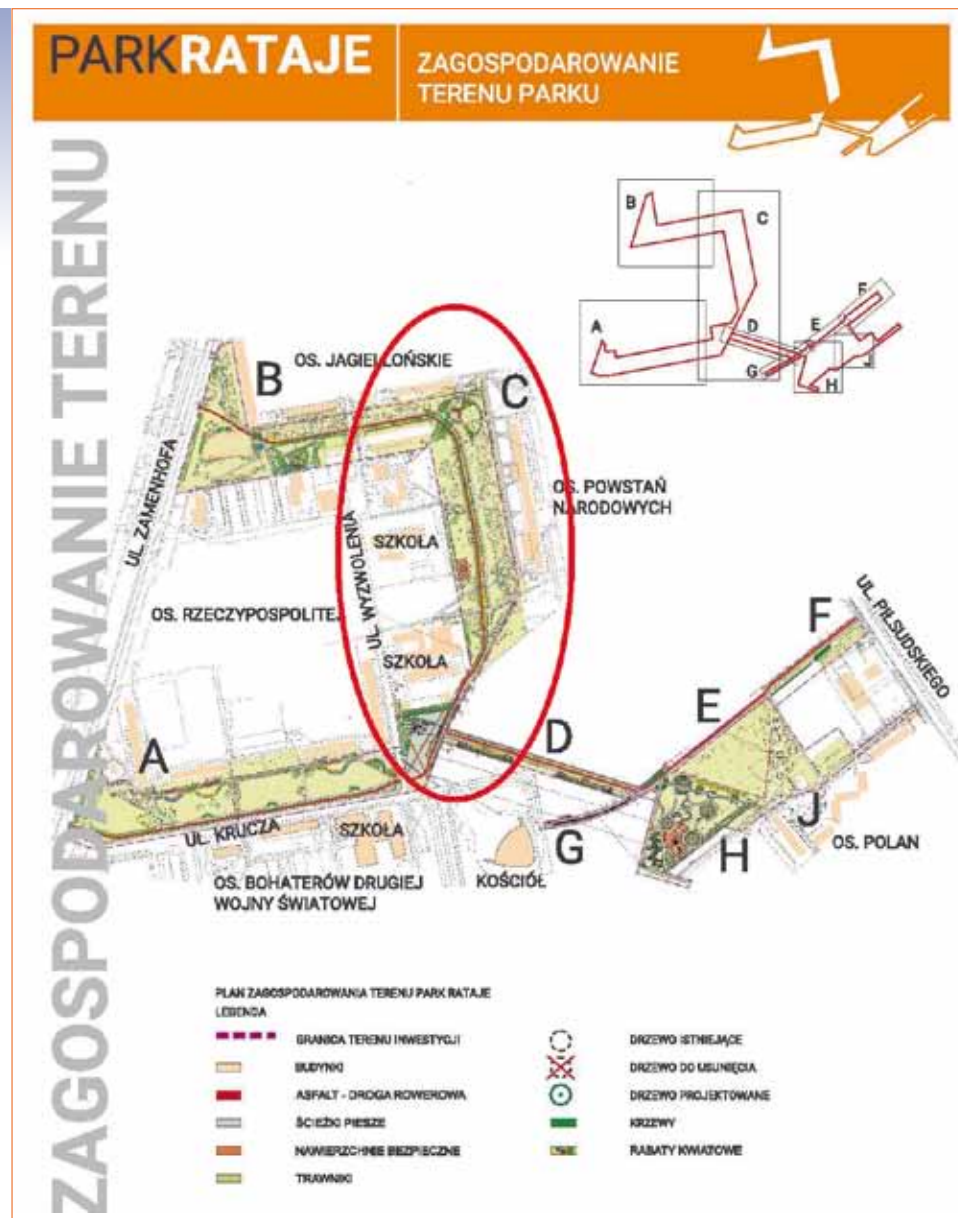 PARKRATAJE
ZAGOSPODAROWANIE
TERENU PARKU
ZAGOSPODAROWANIE TERENU
B
C
A
D
E
F
G
H
J
B
OS. JAGIELLOŃSKIE
C
UL. ZAMENHOFA
OS. POWSTAŃ
NARODOWYCH
UL. WYZWOLENIA
SZKOŁA
OS. RZECZYPOSPOLITEJ
SZKOŁA
F
UL. PIŁSUDSKIEGO
E
D
A
UL. KRUCZA
SZKOŁA
G
H
J
OS. POLAN
OS. BOHATERÓW DRUGIEJ
WOJNY ŚWIATOWEJ
KOŚCIÓŁ
PLAN ZAGOSPODAROWANIA TERENU PARK RATAJE
LEGENDA
GRANICA TERENU INWESTYCJI
BUDYNKI
ASFALT - DROGA ROWEROWA
ŚCIEŻKI PIESZE
NAWIERZCHNIE BEZPIECZNE
TRAWNIKI
DRZEWO ISTNIEJĄCE
DRZEWO DO USUNIĘCIA
DRZEWO PROJEKTOWANE
KRZEWY
RABATY KWIATOWE